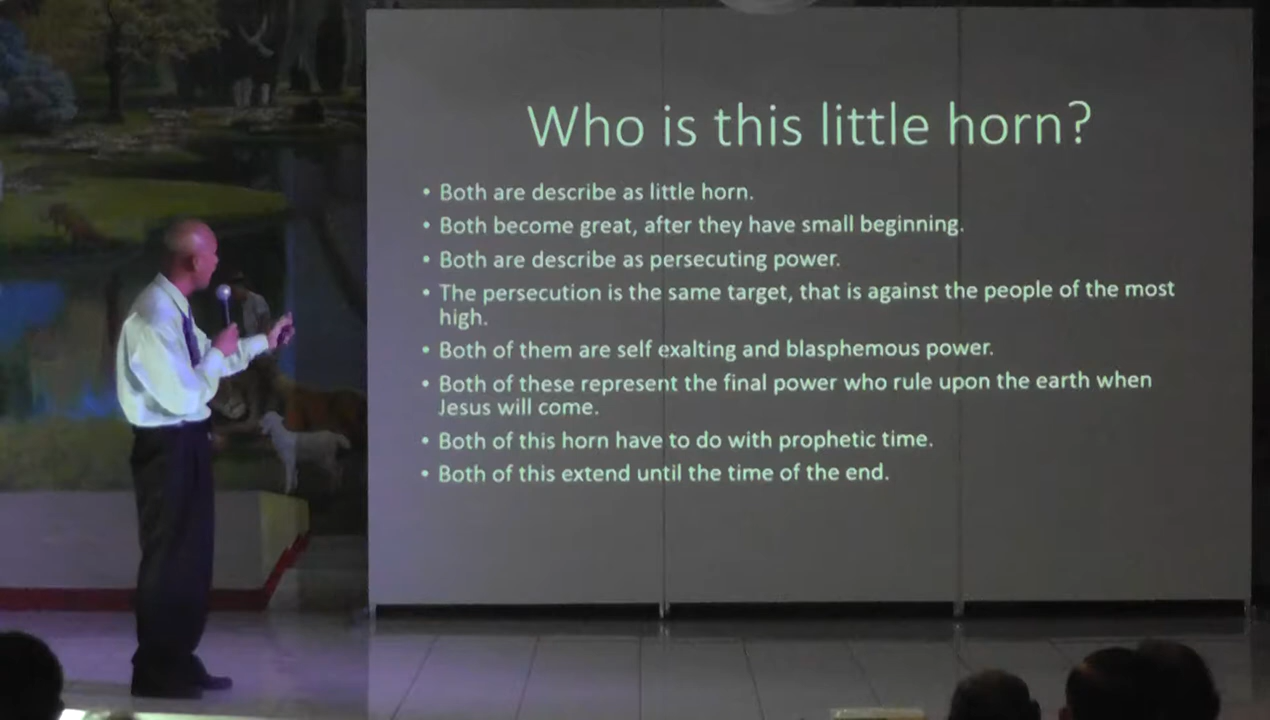 Who is this little horn?
• Both are describe as little horn.
• Both become great, after they have small beginning.
• Both are describe as persecuting power.
• The persecution is the same target, that is against the people of the most
high.
• Both of them are self exalting and blasphemous power.
• Both of these represent the final power who rule upon the earth when
Jesus will come.
• Both of this horn have to do with prophetic time.
• Both of this extend until the time of the end.